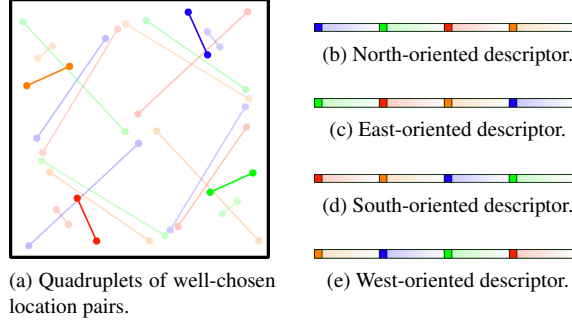 (a) Quadruplets of well-chosen
location pairs.
(b) North-oriented descriptor.
(c) East-oriented descriptor.
(d) South-oriented descriptor.
(e) West-oriented descriptor.